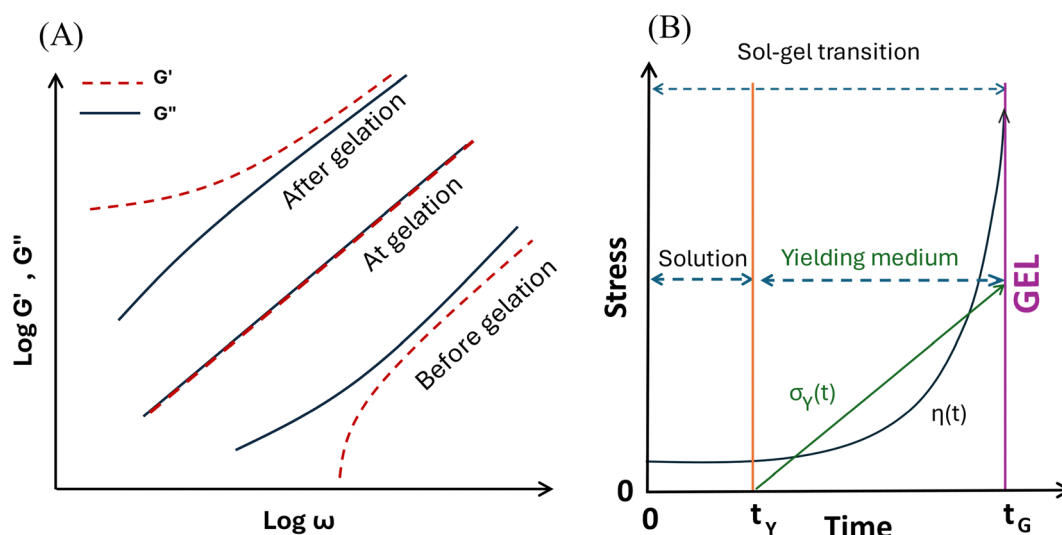 (A)
G'
G"
After gelation
At gelation
Before gelation
Log G' , G"
Log ω
(B)
Sol-gel transition
Solution
Yielding medium
GEL
Stress
σY(t)
η(t)
0
0
tY
Time
tG